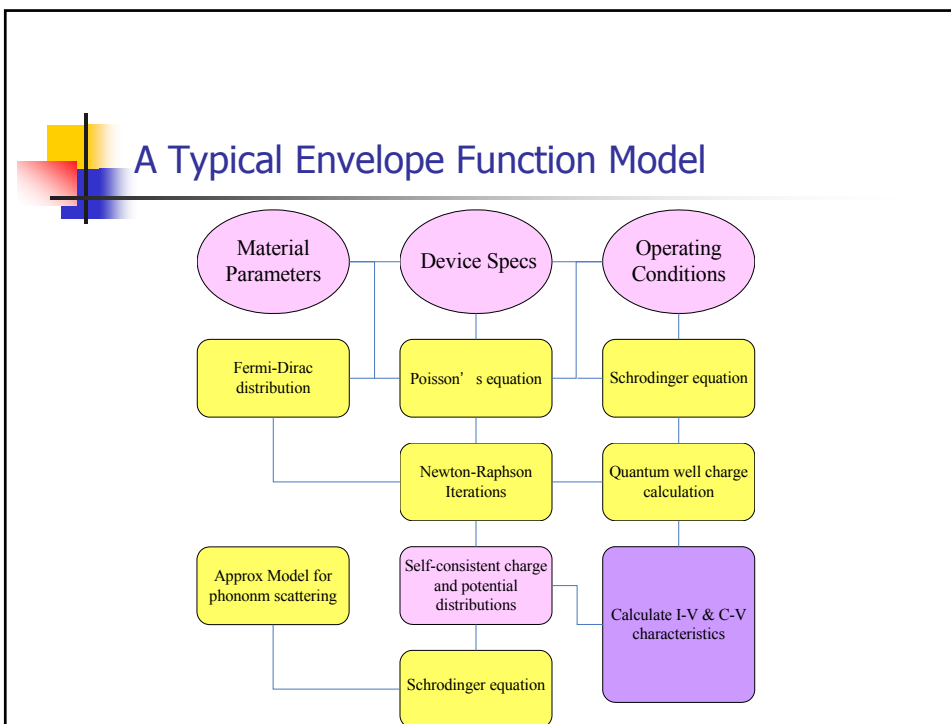 A Typical Envelope Function Model
Material
Parameters
Device Specs
Operating
Conditions
Fermi-Dirac
distribution
Poisson' s equation
Schrodinger equation
Newton-Raphson
Iterations
Quantum well charge
calculation
Approx Model for
phononm scattering
Self-consistent charge
and potential
distributions
Calculate I-V & C-V
characteristics
Schrodinger equation